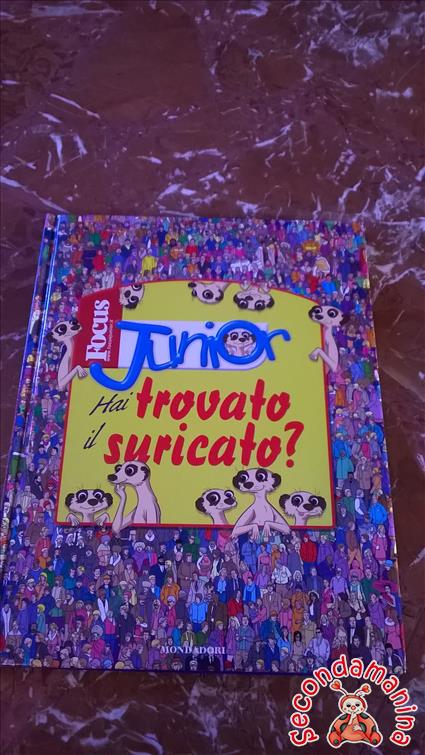 Focus
Junior
Hai trovato
il suricato?
MONDADORI
secondamanina